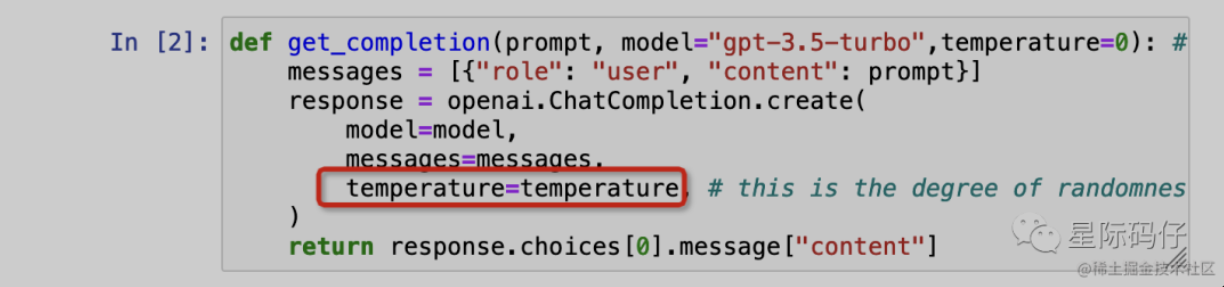 In [2]: def get_completion(prompt, model="gpt-3.5-turbo",temperature=0): #
messages = [{"role": "user", "content": prompt}]
response = openai.ChatCompletion.create(
model=model,
messages=messages,
temperature=temperature, # this is the degree of randomnes
)
return response.choices[0].message["content"]
星际码仔
@稀土掘金技术社区